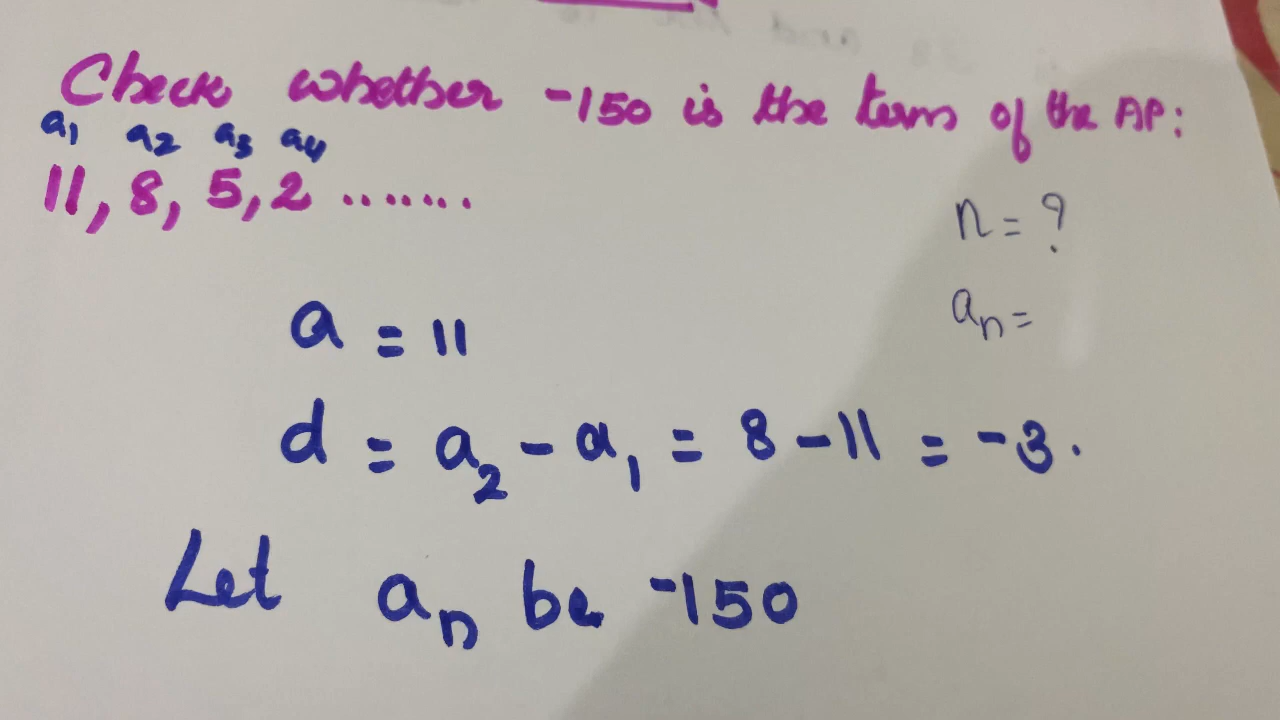 Check whether -150 is the term of the AP:
a1 a2 a3 a4
11, 8, 5, 2 .......
n = ?
an =
a = 11
d = a2 - a1 = 8 - 11 = -3.
Let an be -150